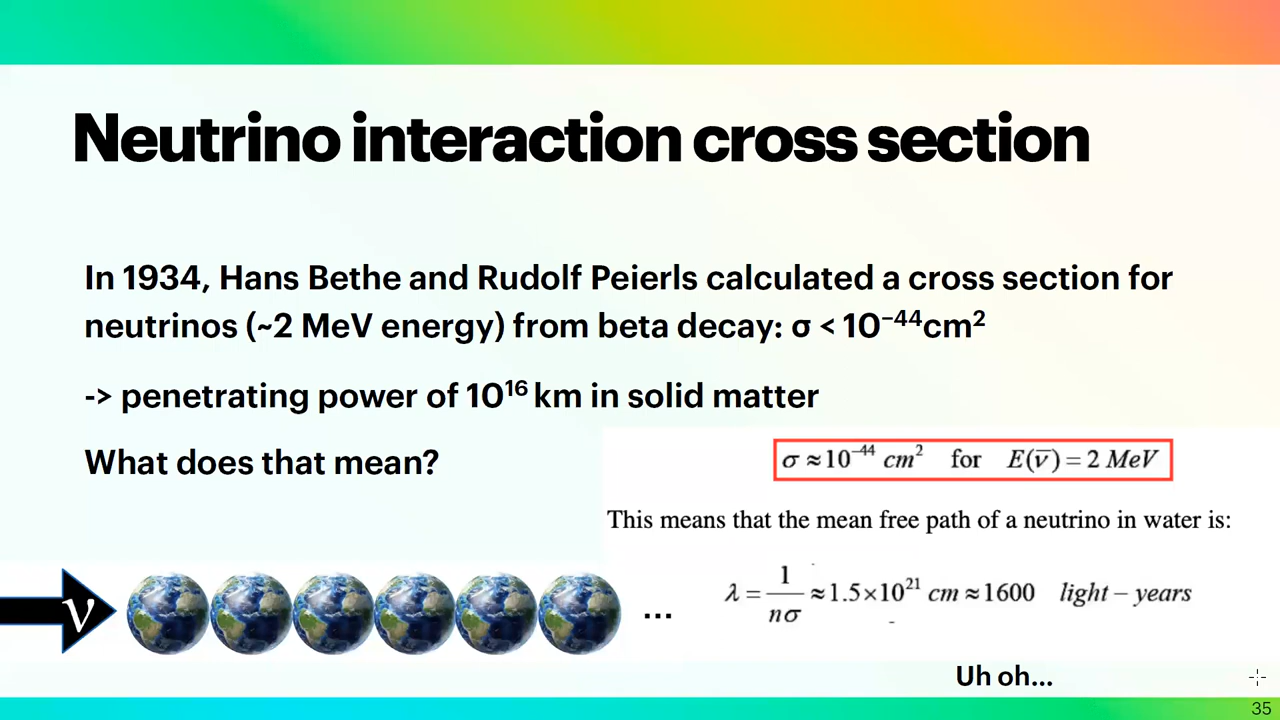 Neutrino interaction cross section
In 1934, Hans Bethe and Rudolf Peierls calculated a cross section for
neutrinos (~2 MeV energy) from beta decay: σ < 10⁻⁴⁴cm²
-> penetrating power of 10¹⁶ km in solid matter
What does that mean?
σ ≈ 10⁻⁴⁴ cm² for E(ν̅) = 2 MeV
This means that the mean free path of a neutrino in water is:
λ = 1/nσ ≈ 1.5×10²¹ cm ≈ 1600 light – years
ν
...
Uh oh...
35